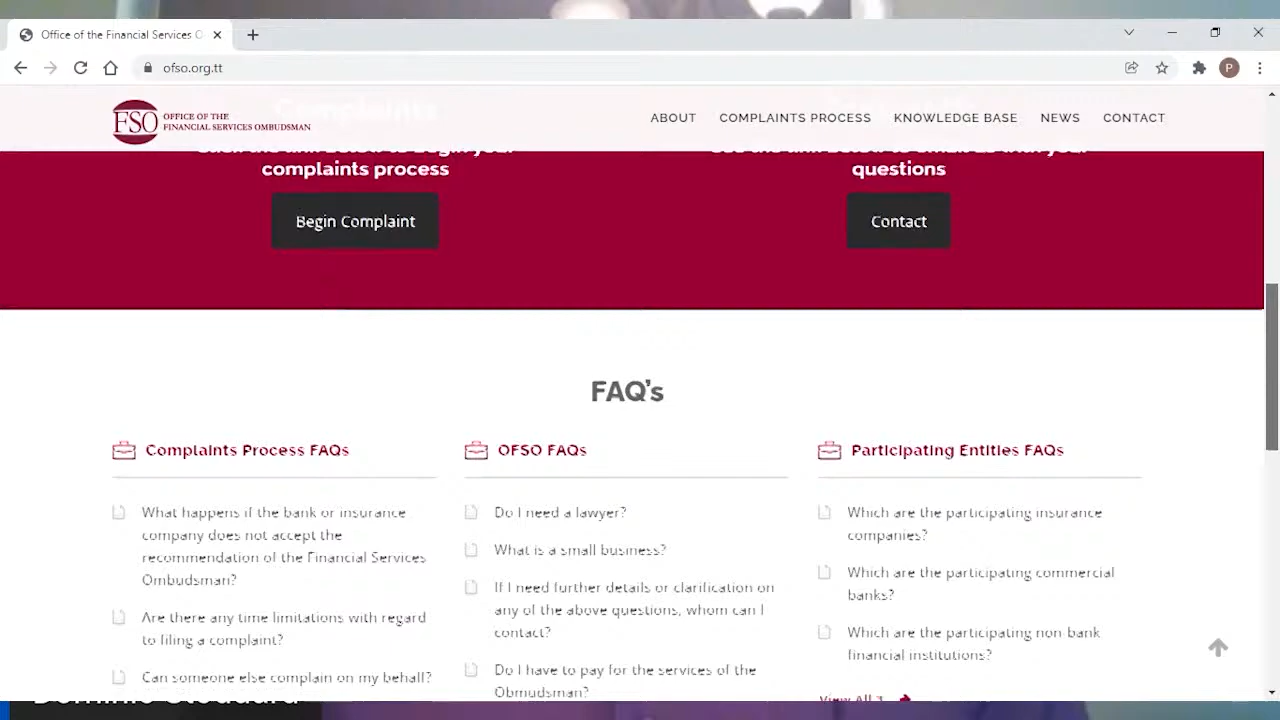 Office of the Financial Services O
ofso.org.tt
P
FSO
OFFICE OF THE
FINANCIAL SERVICES OMBUDSMAN
ABOUT
COMPLAINTS PROCESS
KNOWLEDGE BASE
NEWS
CONTACT
Complaints
complaints process
questions
Begin Complaint
Contact
FAQ's
Complaints Process FAQs
What happens if the bank or insurance
company does not accept the
recommendation of the Financial Services
Ombudsman?
Are there any time limitations with regard
to filing a complaint?
Can someone else complain on my behalf?
OFSO FAQs
Do I need a lawyer?
What is a small business?
If I need further details or clarification on
any of the above questions, whom can I
contact?
Do I have to pay for the services of the
Obmudsman?
Participating Entities FAQs
Which are the participating insurance
companies?
Which are the participating commercial
banks?
Which are the participating non-bank
financial institutions?
View All 3